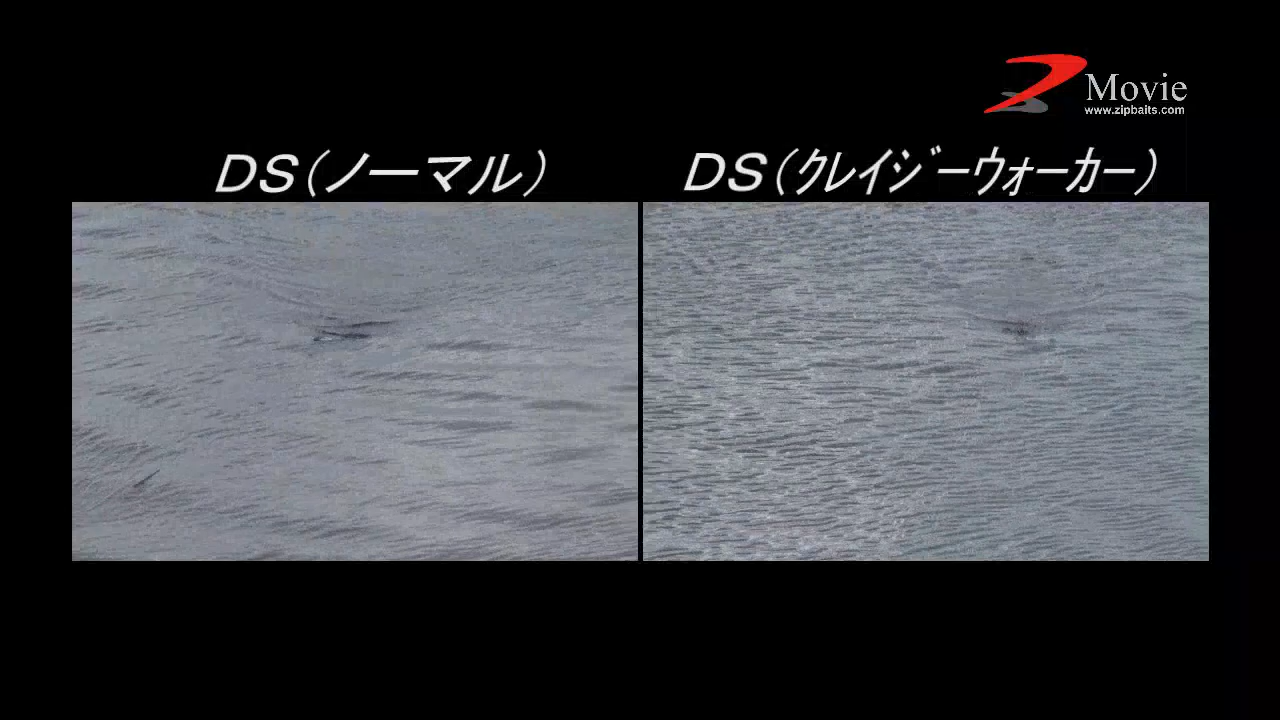 Movie
www.zipbaits.com
DS(ノーマル)
DS(ｸﾚｲｼﾞｰｳｫｰｶｰ)